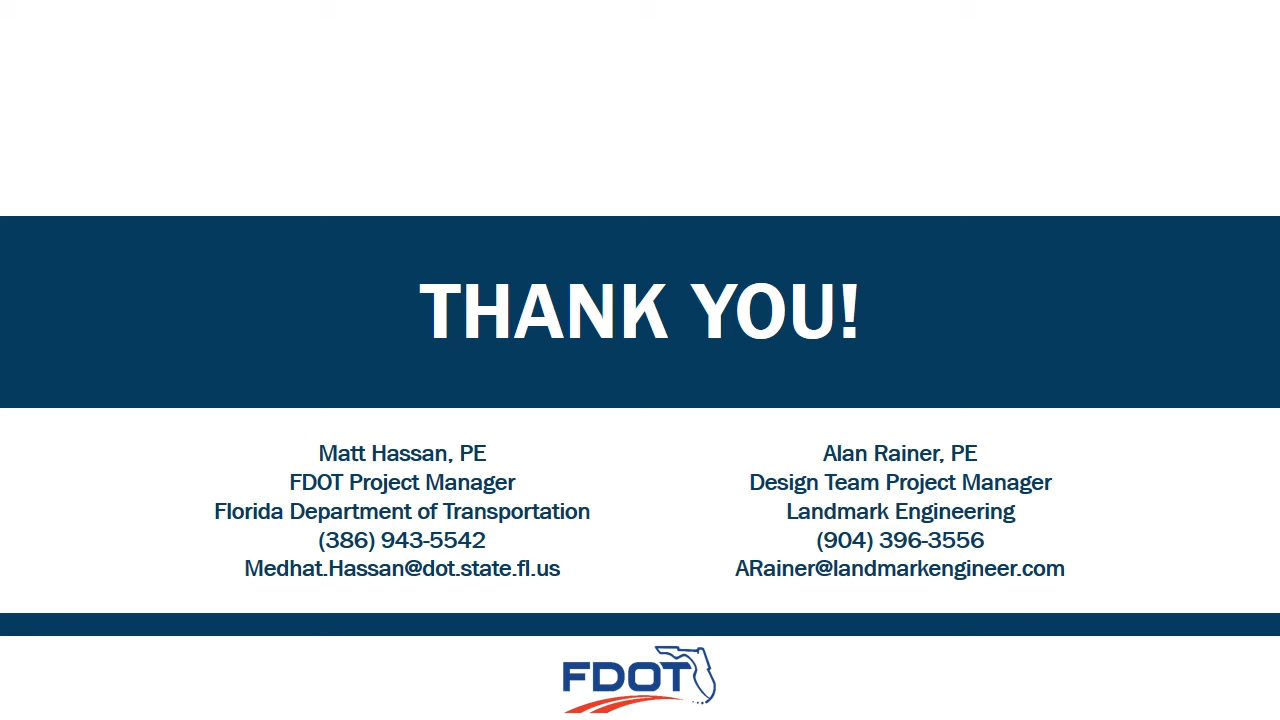 THANK YOU!
Matt Hassan, PE
FDOT Project Manager
Florida Department of Transportation
(386) 943-5542
Medhat.Hassan@dot.state.fl.us
Alan Rainer, PE
Design Team Project Manager
Landmark Engineering
(904) 396-3556
ARainer@landmarkengineer.com
FDOT